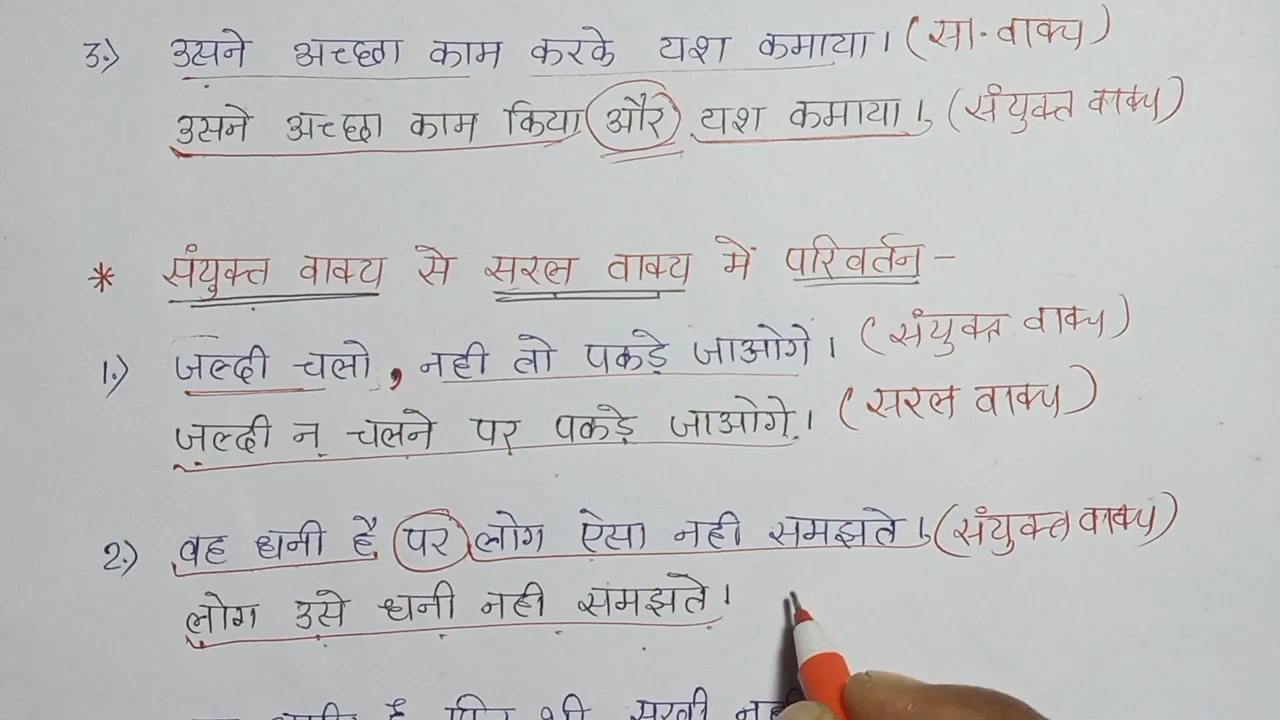 3.) उसने अच्छा काम करके यश कमाया। (सा. वाक्य)
उसने अच्छा काम किया और यश कमाया। (संयुक्त वाक्य)
* संयुक्त वाक्य से सरल वाक्य में परिवर्तन –
1.) जल्दी चलो, नही तो पकड़े जाओगे। (संयुक्त वाक्य)
जल्दी न चलने पर पकड़े जाओगे। (सरल वाक्य)
2.) वह धनी है पर लोग ऐसा नही समझते। (संयुक्त वाक्य)
लोग उसे धनी नही समझते।
है फिर भी सुखी नही